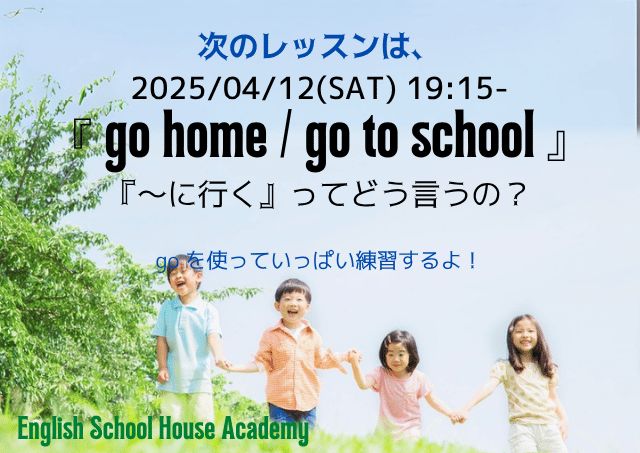 次のレッスンは、
2025/04/12(SAT) 19:15-
『 go home / go to school 』
『～に行く』ってどう言うの？
go を使っていっぱい練習するよ！
English School House Academy